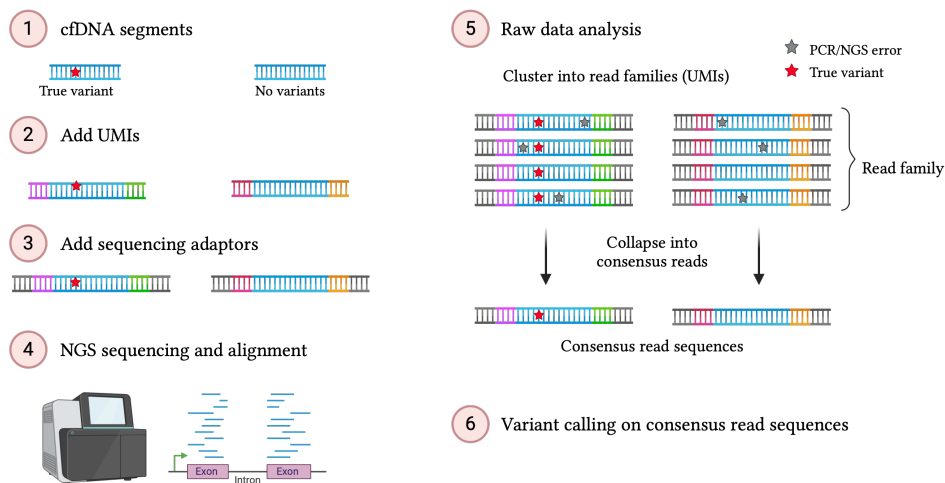 1 cfDNA segments
True variant
No variants
2 Add UMIs
3 Add sequencing adaptors
4 NGS sequencing and alignment
Exon
Intron
Exon
5 Raw data analysis
PCR/NGS error
True variant
Cluster into read families (UMIs)
Read family
Collapse into
consensus reads
Consensus read sequences
6 Variant calling on consensus read sequences